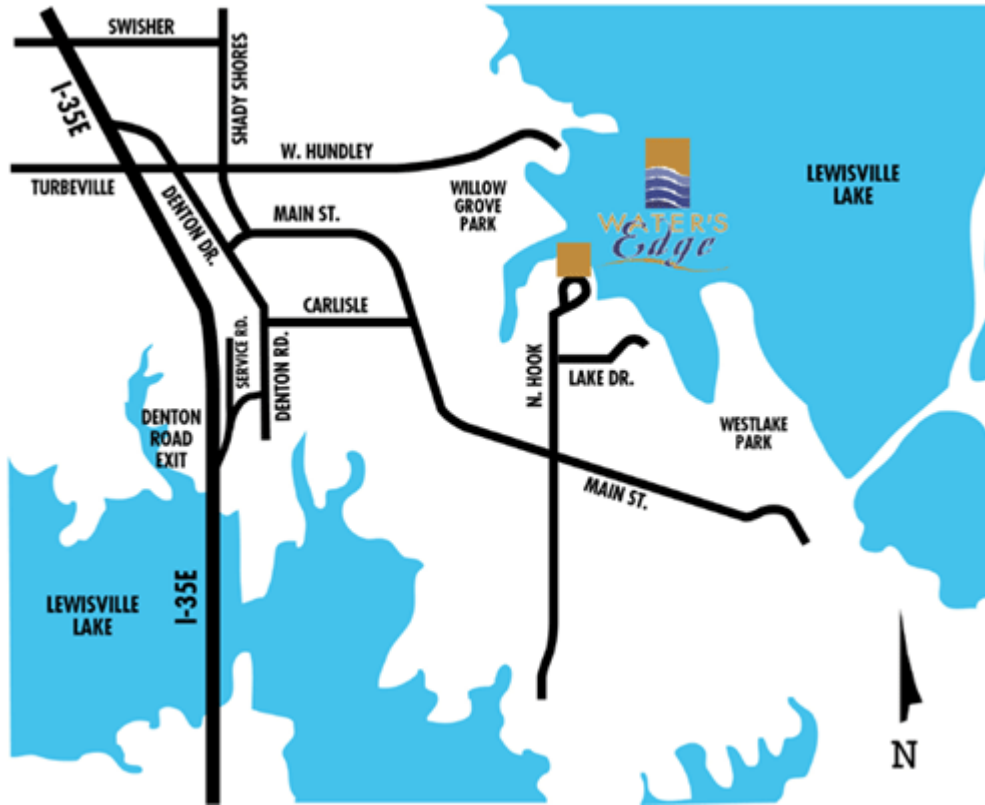 SWISHER
I-35E
SHADY SHORES
W. HUNDLEY
TURBEVILLE
DENTON DR.
MAIN ST.
WILLOW
GROVE
PARK
WATER'S
Edge
LEWISVILLE
LAKE
CARLISLE
SERVICE RD.
DENTON RD.
N. HOOK
LAKE DR.
DENTON
ROAD
EXIT
WESTLAKE
PARK
MAIN ST.
I-35E
LEWISVILLE
LAKE
N